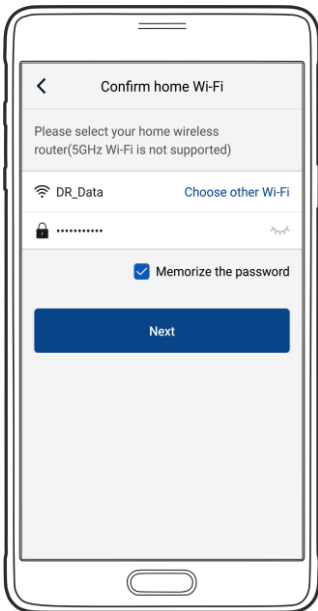 Confirm home Wi-Fi
Please select your home wireless
router(5GHz Wi-Fi is not supported)
DR_Data Choose other Wi-Fi
•••••••••••
Memorize the password
Next